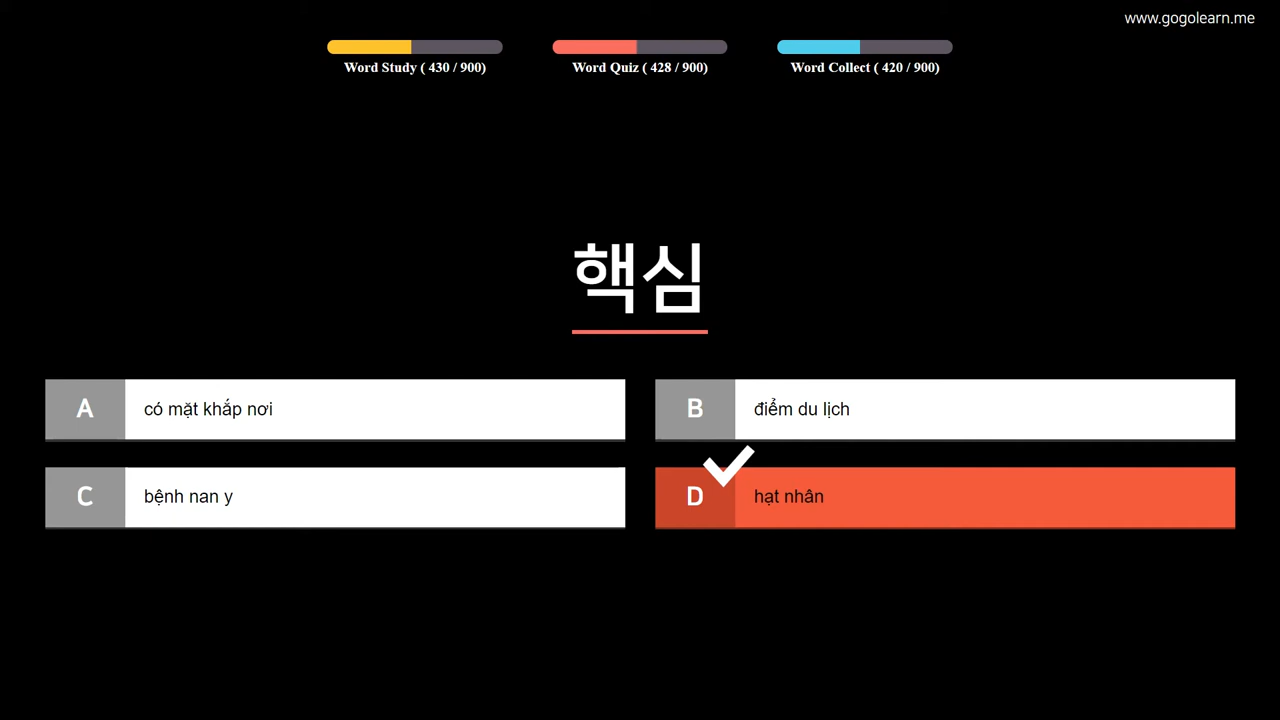 www.gogolearn.me
Word Study ( 430 / 900)
Word Quiz ( 428 / 900)
Word Collect ( 420 / 900)
핵심
A có mặt khắp nơi
B điểm du lịch
C bệnh nan y
D hạt nhân